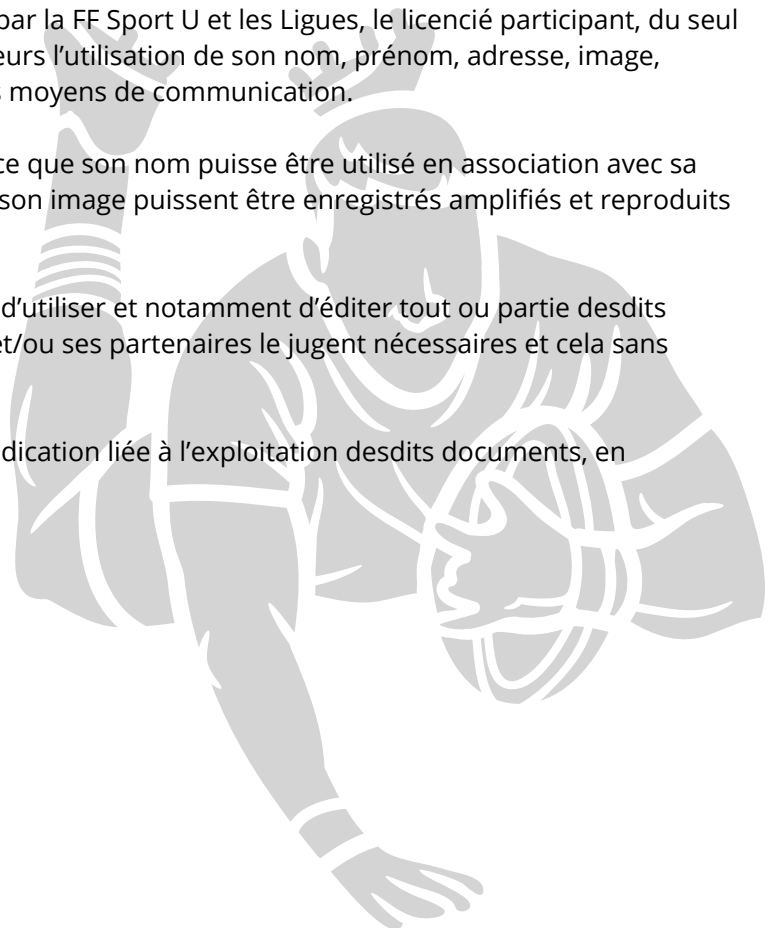 par la FF Sport U et les Ligues, le licencié participant, du seul
eurs l’utilisation de son nom, prénom, adresse, image,
s moyens de communication.
ce que son nom puisse être utilisé en association avec sa
son image puissent être enregistrés amplifiés et reproduits
d’utiliser et notamment d’éditer tout ou partie desdits
et/ou ses partenaires le jugent nécessaires et cela sans
dication liée à l’exploitation desdits documents, en